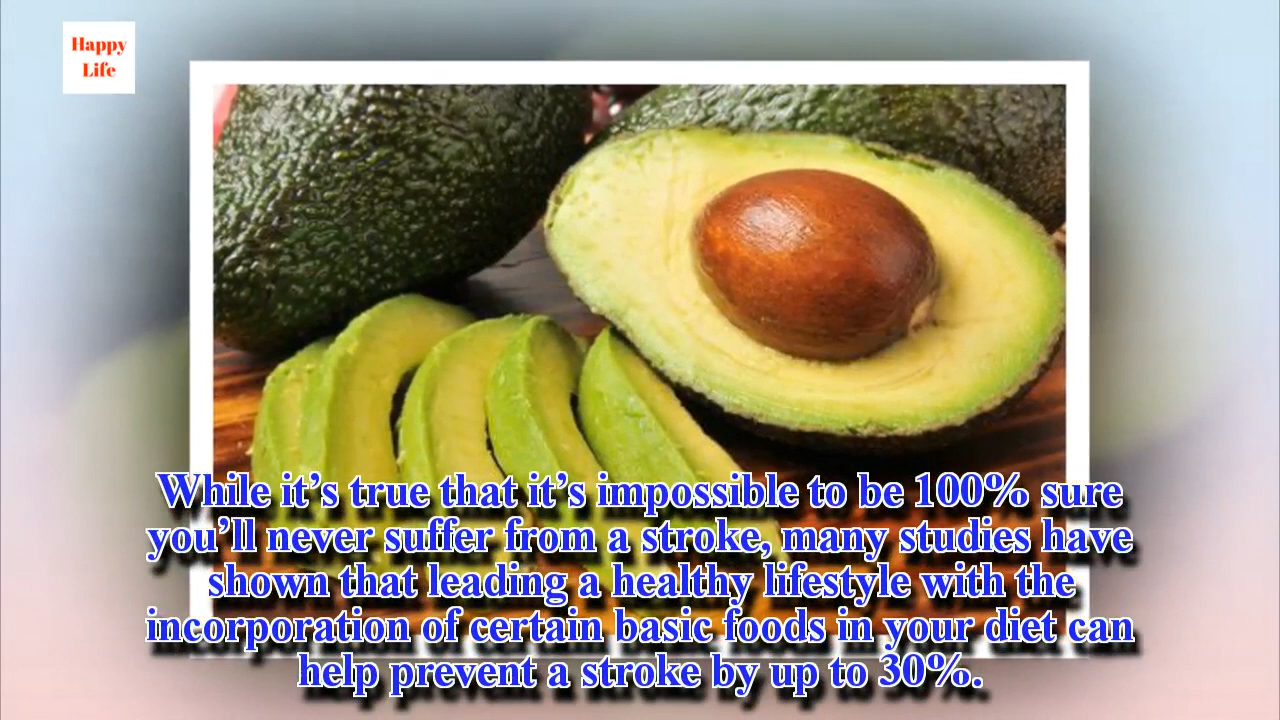 Happy
Life
While it’s true that it’s impossible to be 100% sure
you’ll never suffer from a stroke, many studies have
shown that leading a healthy lifestyle with the
incorporation of certain basic foods in your diet can
help prevent a stroke by up to 30%.